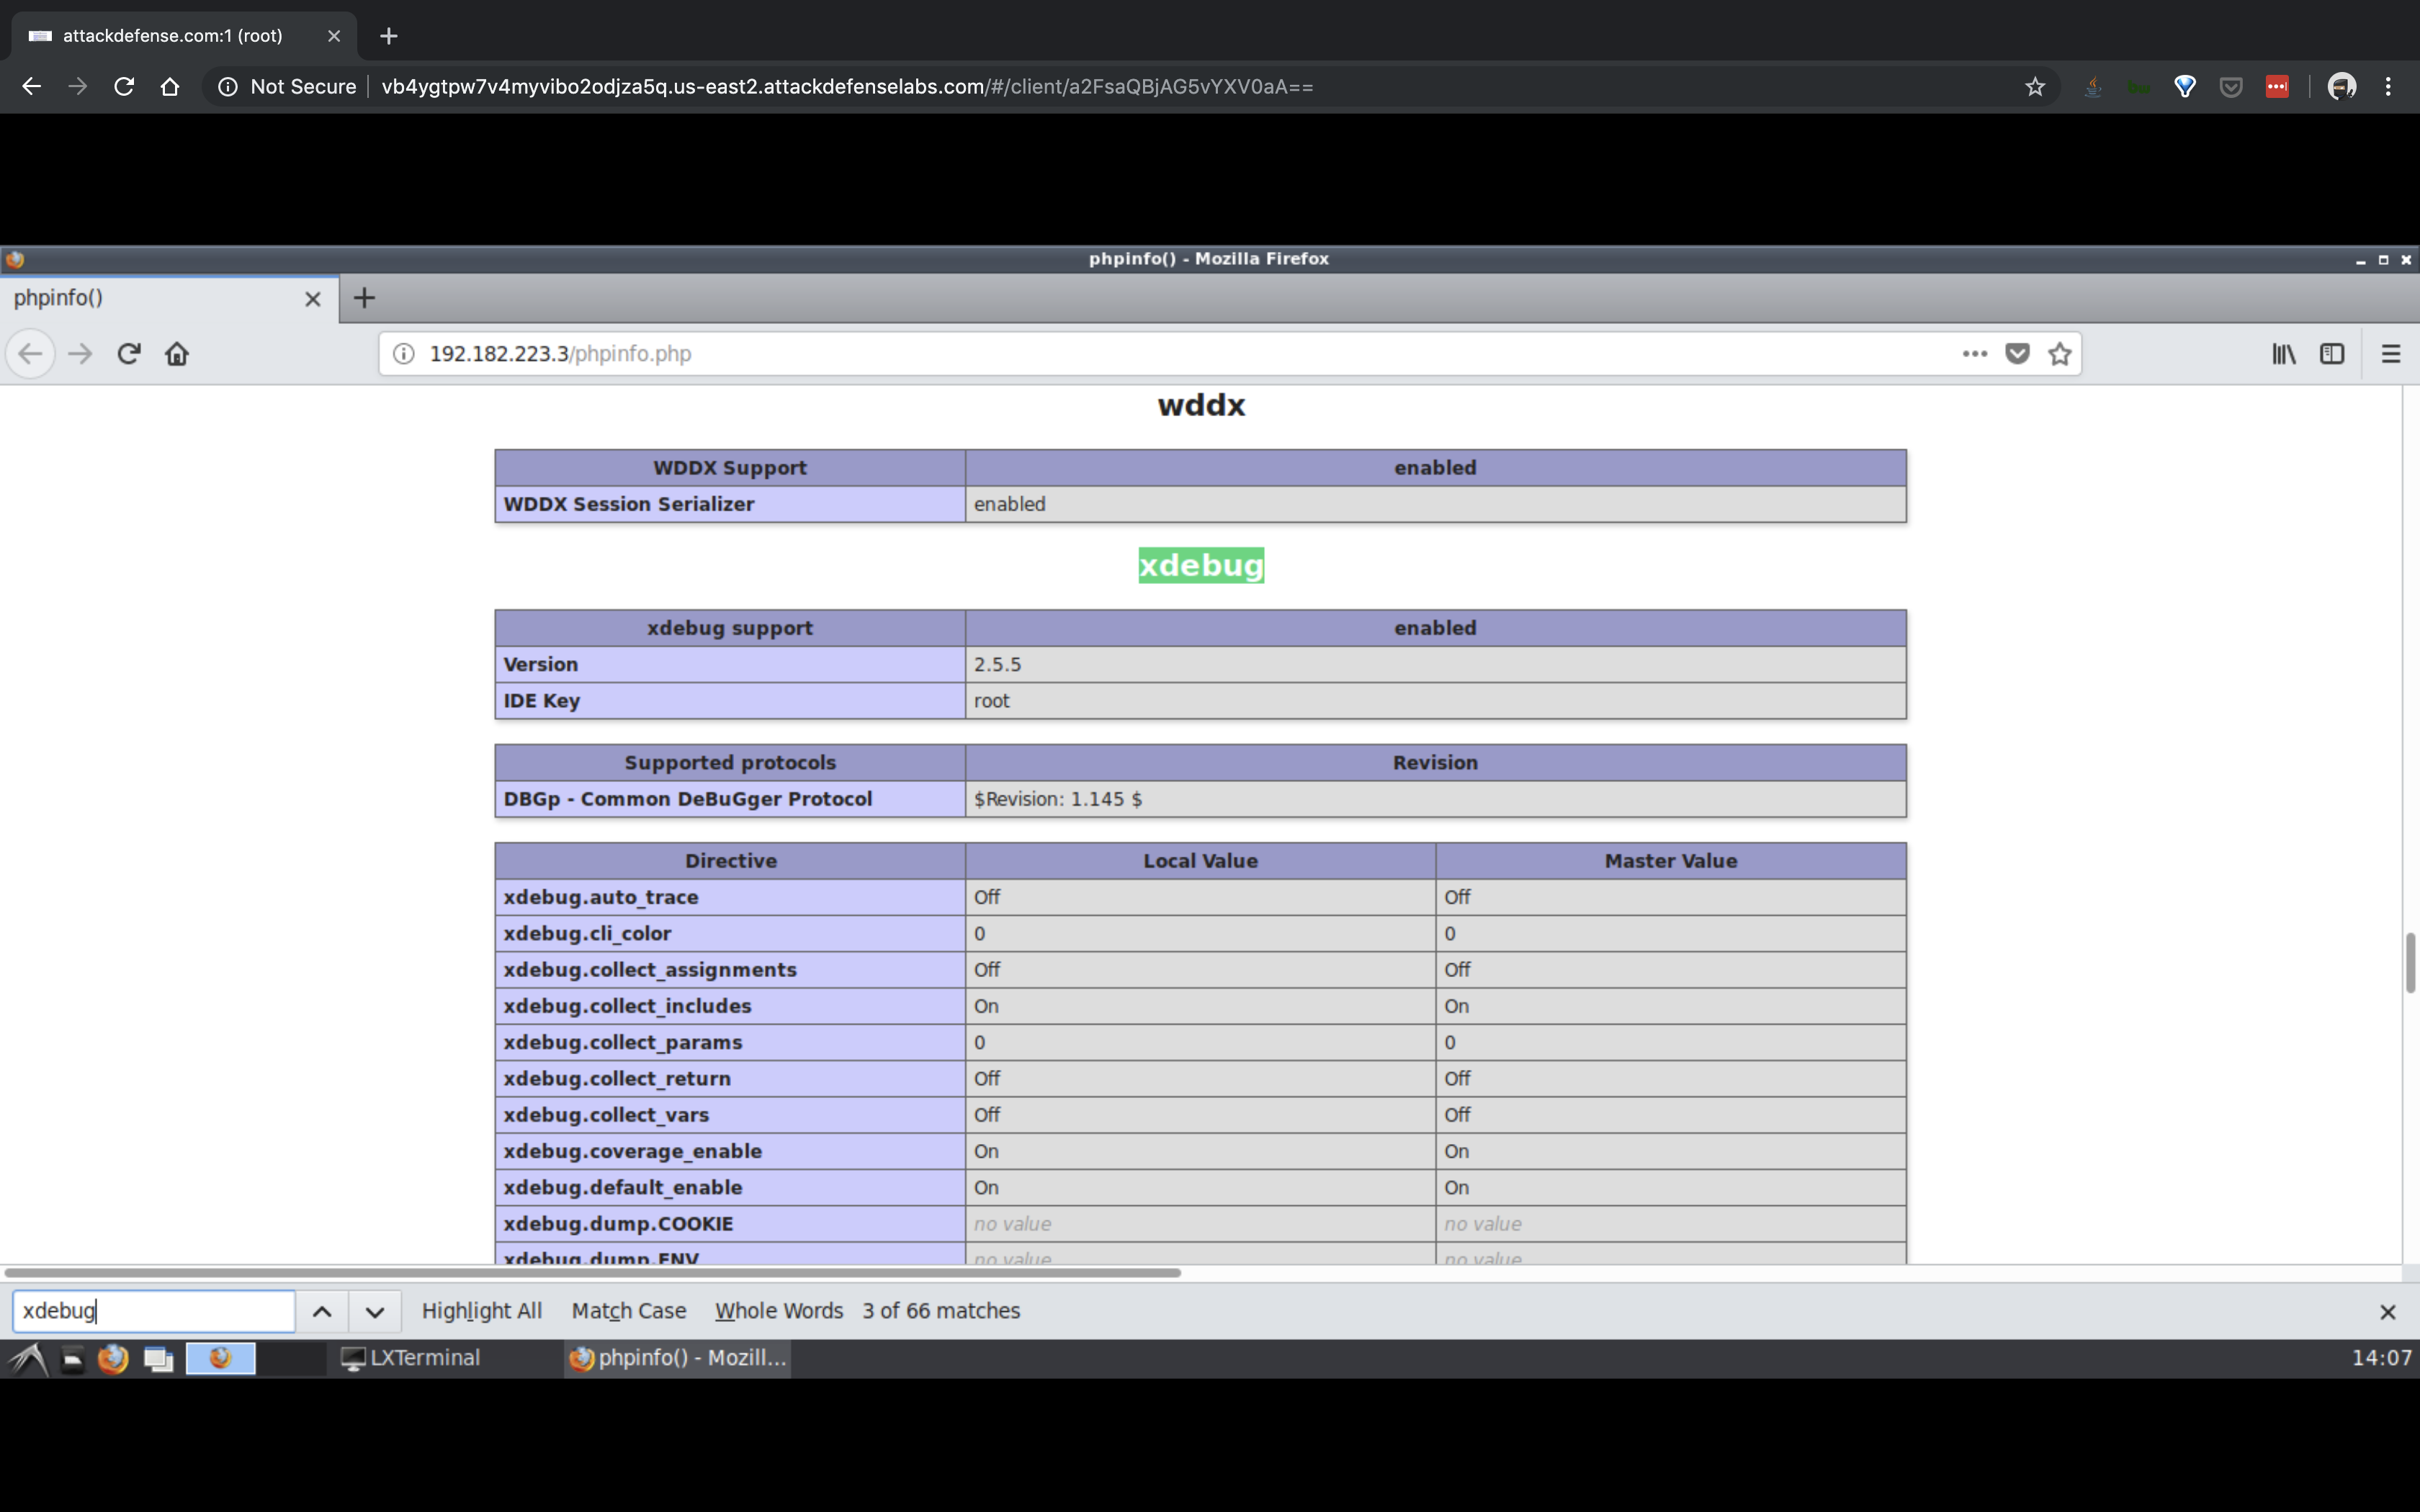 attackdefense.com:1 (root)
Not Secure
vb4ygtpw7v4myvibo2odjza5q.us-east2.attackdefenselabs.com/#/client/a2FsaQBjAG5vYXV0aA==
phpinfo() - Mozilla Firefox
phpinfo()
192.182.223.3/phpinfo.php
wddx
WDDX Support enabled
WDDX Session Serializer enabled
xdebug
xdebug support enabled
Version 2.5.5
IDE Key root
Supported protocols Revision
DBGp - Common DeBuGger Protocol $Revision: 1.145 $
Directive Local Value Master Value
xdebug.auto_trace Off Off
xdebug.cli_color 0 0
xdebug.collect_assignments Off Off
xdebug.collect_includes On On
xdebug.collect_params 0 0
xdebug.collect_return Off Off
xdebug.collect_vars Off Off
xdebug.coverage_enable On On
xdebug.default_enable On On
xdebug.dump.COOKIE no value no value
xdebug.dump.ENV no value no value
xdebug Highlight All Match Case Whole Words 3 of 66 matches
LXTerminal phpinfo() - Mozill... 14:07